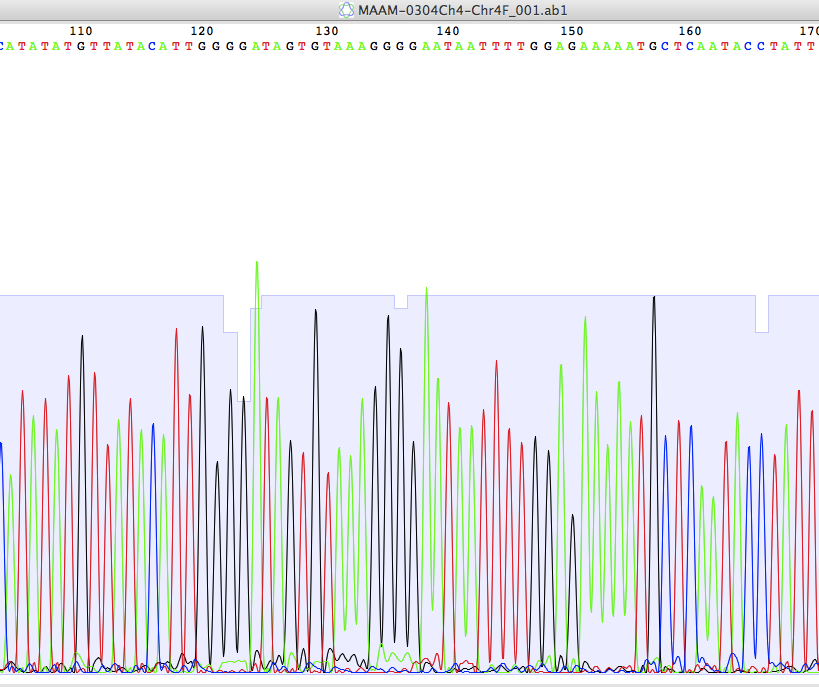 MAAM-0304Ch4-Chr4F_001.ab1
110 120 130 140 150 160 170
CATATATGTTATACATTGGGGATAGTGTAAAGGGGAATAATTTTGGAGAAAAATGCTCAATACCTATT